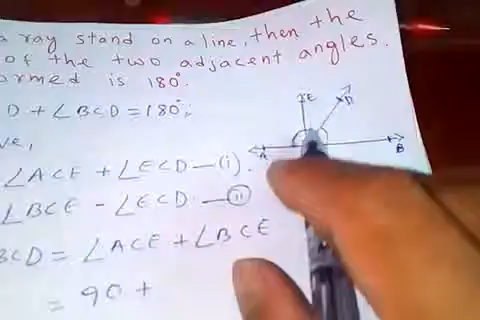 a ray stand on a line, then the
of the two adjacent angles.
ormed is 180°.
D + ∠BCD = 180°;
ve,
∠ACE + ∠ECD — (i).
∠BCE - ∠ECD — (ii)
BCD = ∠ACE + ∠BCE
= 90 +
E
D
A
B